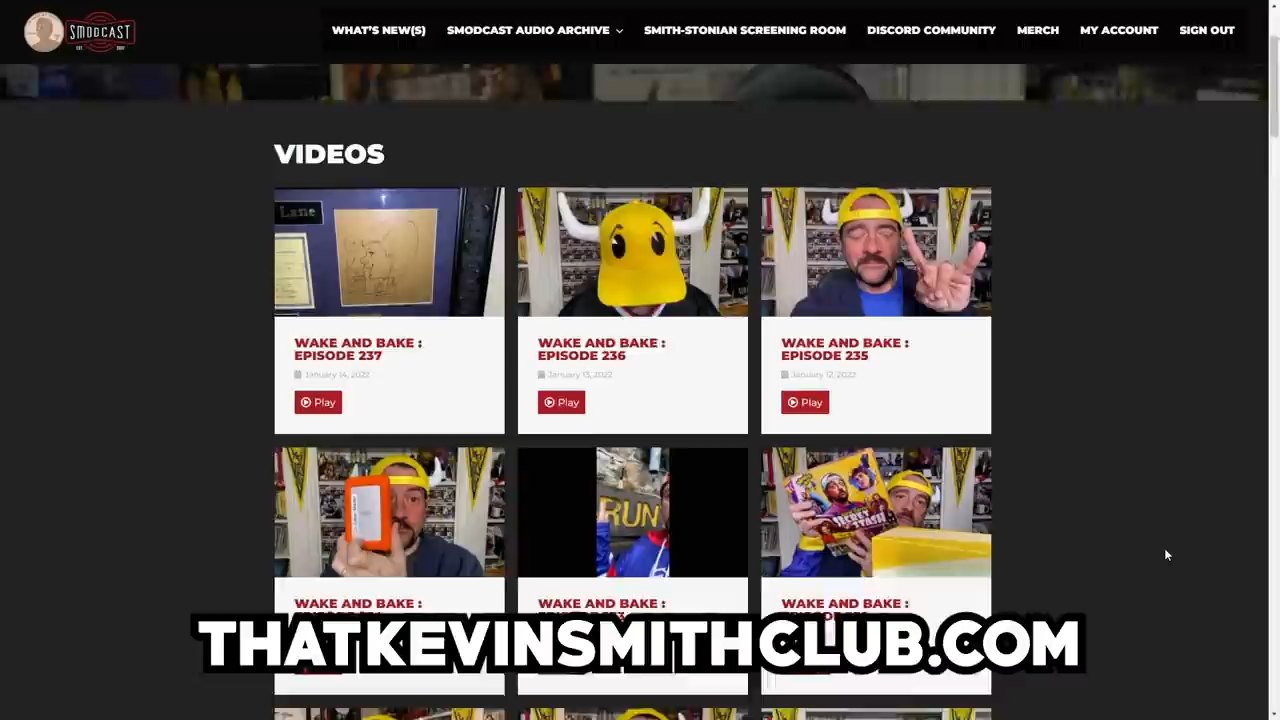 SMODCAST
WHAT'S NEW(S) SMODCAST AUDIO ARCHIVE SMITH-STONIAN SCREENING ROOM DISCORD COMMUNITY MERCH MY ACCOUNT SIGN OUT
VIDEOS
Lane
WAKE AND BAKE :
EPISODE 237
January 14, 2022
Play
WAKE AND BAKE :
EPISODE 236
January 13, 2022
Play
WAKE AND BAKE :
EPISODE 235
January 12, 2022
Play
RUN
SECRET
STASH
WAKE AND BAKE :
WAKE AND BAKE :
WAKE AND BAKE :
THATKEVINSMITHCLUB.COM